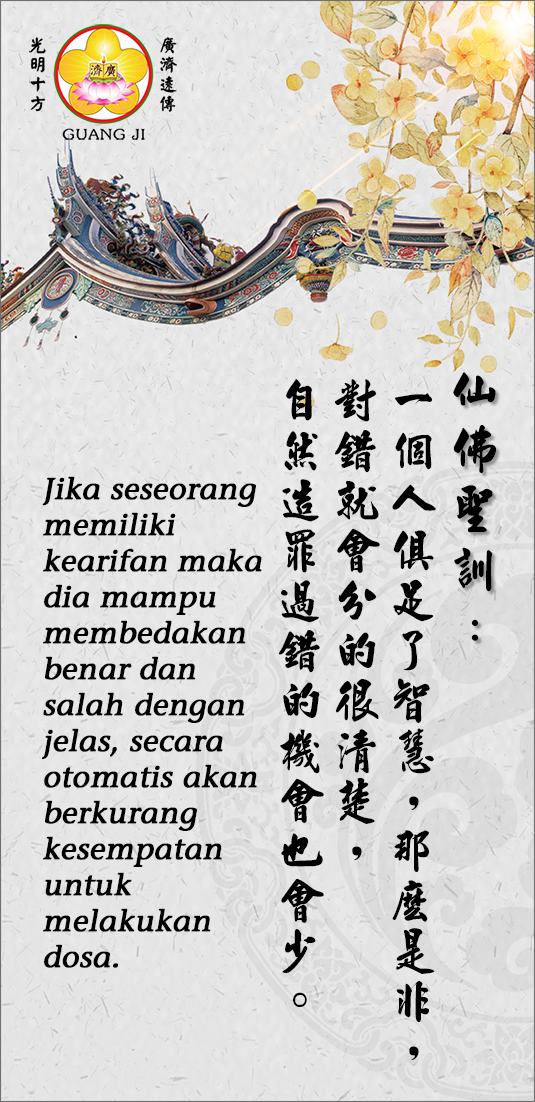 光明十方
廣濟
廣濟遠傳
GUANG JI
仙佛聖訓：
一個人俱足了智慧，那麼是非，
對錯就會分的很清楚，
自然造罪過錯的機會也會少。
Jika seseorang
memiliki
kearifan maka
dia mampu
membedakan
benar dan
salah dengan
jelas, secara
otomatis akan
berkurang
kesempatan
untuk
melakukan
dosa.